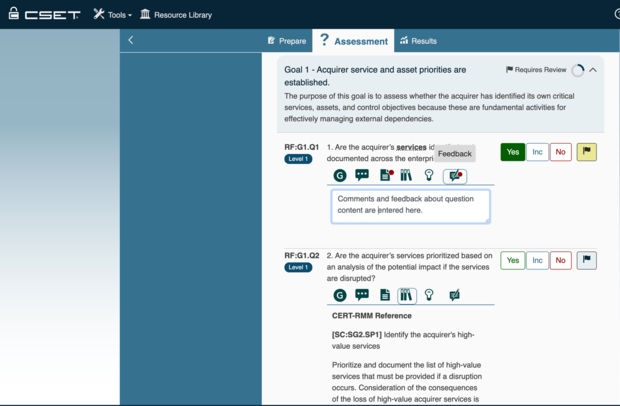 CSET
Tools
Resource Library
Prepare
? Assessment
Results
Goal 1 - Acquirer service and asset priorities are
established.
Requires Review
The purpose of this goal is to assess whether the acquirer has identified its own critical
services, assets, and control objectives because these are fundamental activities for
effectively managing external dependencies.
RF:G1.Q1
Level 1
1. Are the acquirer's services
documented across the
Feedback
Yes
Inc
No
G
Comments and feedback about question
content are entered here.
RF:G1.Q2
Level 1
2. Are the acquirer's services prioritized based on
an analysis of the potential impact if the services
are disrupted?
Yes
Inc
No
G
CERT-RMM Reference
[SC:SG2.SP1] Identify the acquirer's high-
value services
Prioritize and document the list of high-value
services that must be provided if a disruption
occurs. Consideration of the consequences
of the loss of high-value acquirer services is